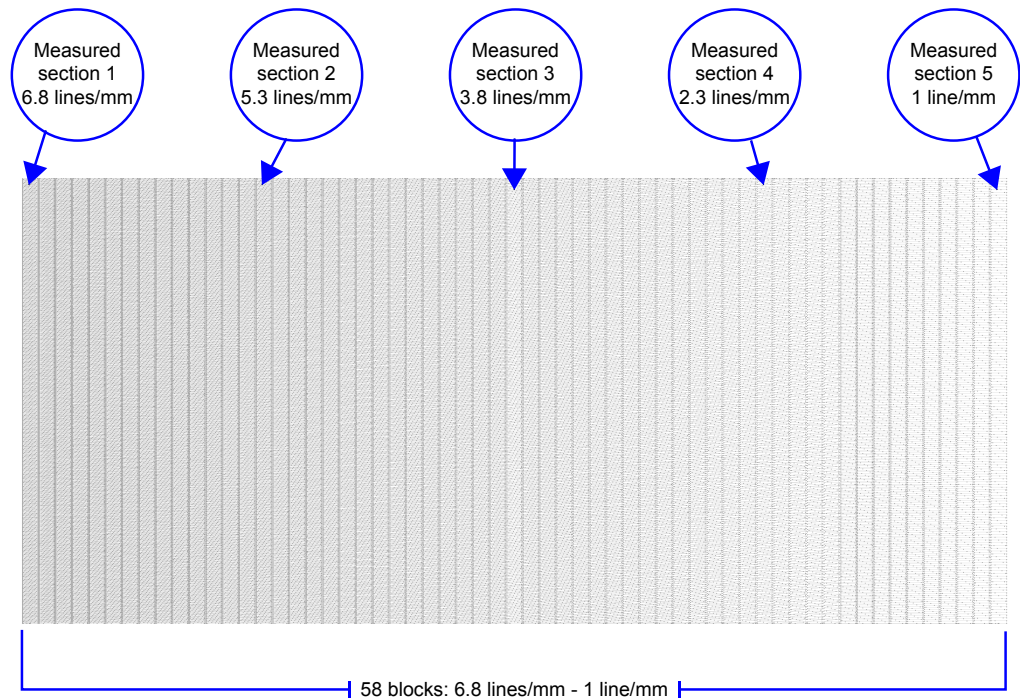 Measured
section 1
6.8 lines/mm
Measured
section 2
5.3 lines/mm
Measured
section 3
3.8 lines/mm
Measured
section 4
2.3 lines/mm
Measured
section 5
1 line/mm
58 blocks: 6.8 lines/mm - 1 line/mm